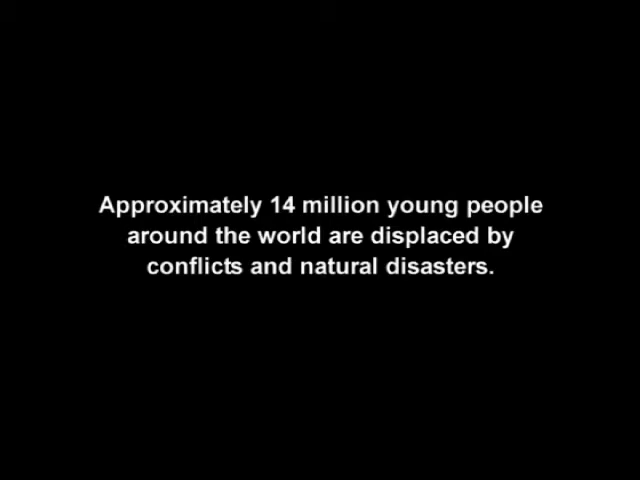 Approximately 14 million young people
around the world are displaced by
conflicts and natural disasters.